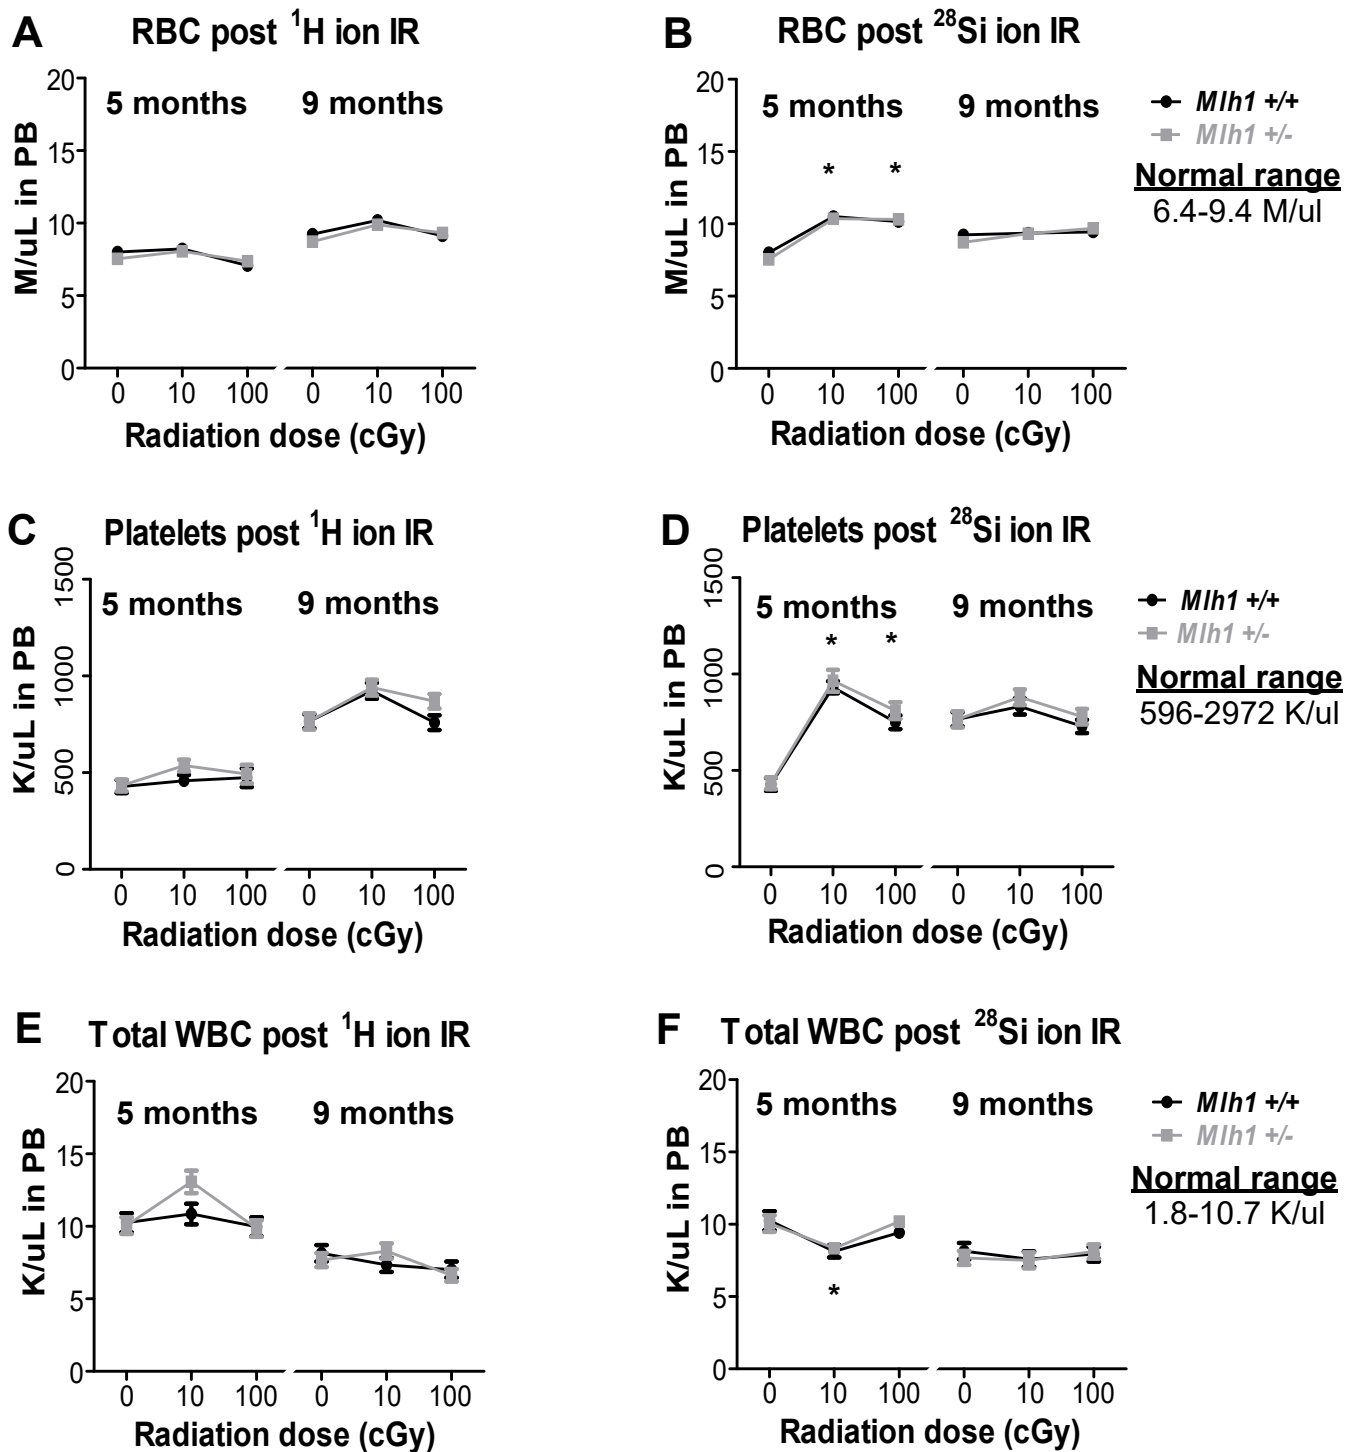 A RBC post ¹H ion IR
20
15
10
5
0
M/uL in PB
5 months 9 months
0 10 100 0 10 100
Radiation dose (cGy)
B RBC post ²⁸Si ion IR
20
15
10
5
0
M/uL in PB
5 months 9 months
* *
0 10 100 0 10 100
Radiation dose (cGy)
Mlh1 +/+
Mlh1 +/-
Normal range
6.4-9.4 M/ul
C Platelets post ¹H ion IR
1500
1000
500
0
K/uL in PB
5 months 9 months
0 10 100 0 10 100
Radiation dose (cGy)
D Platelets post ²⁸Si ion IR
1500
1000
500
0
K/uL in PB
5 months 9 months
* *
0 10 100 0 10 100
Radiation dose (cGy)
Mlh1 +/+
Mlh1 +/-
Normal range
596-2972 K/ul
E Total WBC post ¹H ion IR
20
15
10
5
0
K/uL in PB
5 months 9 months
0 10 100 0 10 100
Radiation dose (cGy)
F Total WBC post ²⁸Si ion IR
20
15
10
5
0
K/uL in PB
5 months 9 months
*
0 10 100 0 10 100
Radiation dose (cGy)
Mlh1 +/+
Mlh1 +/-
Normal range
1.8-10.7 K/ul